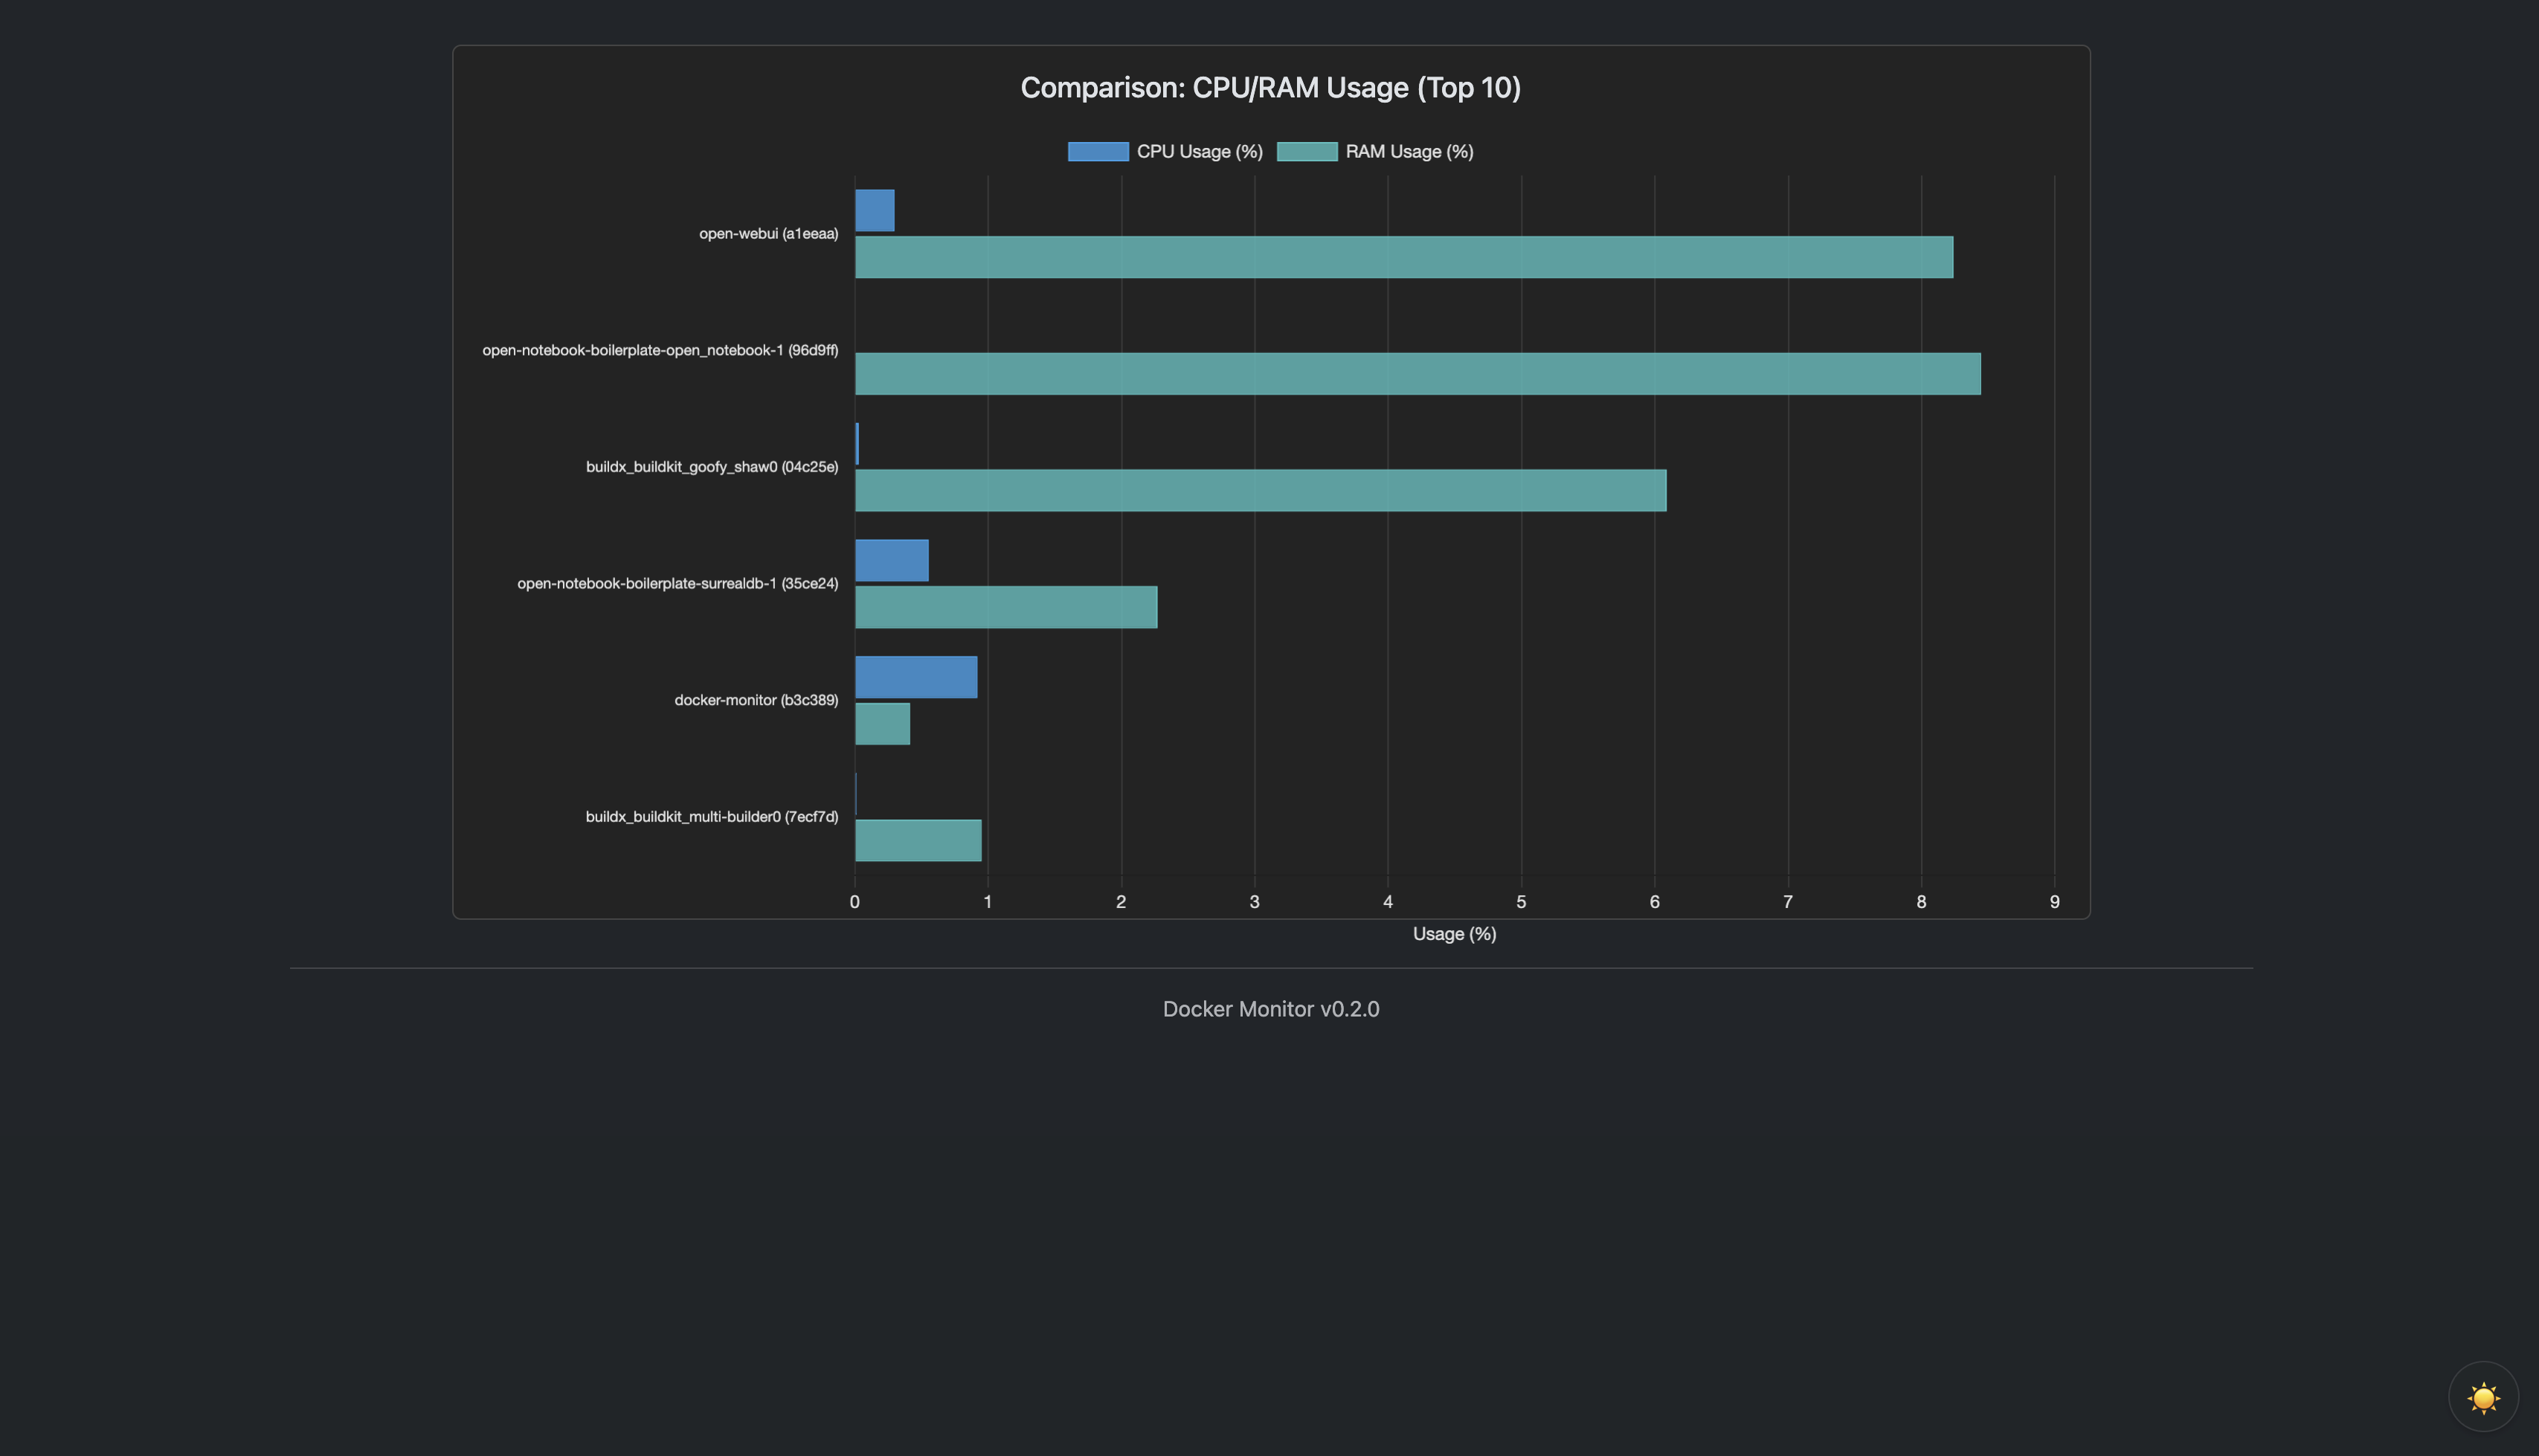 Comparison: CPU/RAM Usage (Top 10)
CPU Usage (%) RAM Usage (%)
open-webui (a1eeaa)
open-notebook-boilerplate-open_notebook-1 (96d9ff)
buildx_buildkit_goofy_shaw0 (04c25e)
open-notebook-boilerplate-surrealdb-1 (35ce24)
docker-monitor (b3c389)
buildx_buildkit_multi-builder0 (7ecf7d)
0 1 2 3 4 5 6 7 8 9
Usage (%)
Docker Monitor v0.2.0